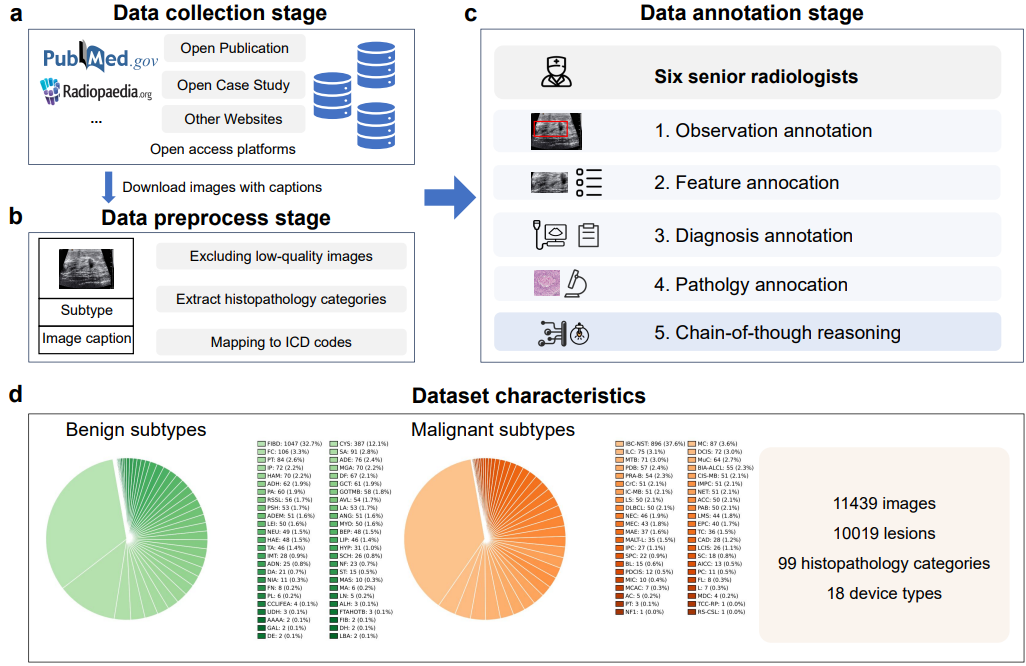 a
Data collection stage
PubMed.gov
Radiopaedia.org
...
Open Publication
Open Case Study
Other Websites
Open access platforms
Download images with captions
b
Data preprocess stage
Subtype
Image caption
Excluding low-quality images
Extract histopathology categories
Mapping to ICD codes
c
Data annotation stage
Six senior radiologists
1. Observation annotation
2. Feature annocation
3. Diagnosis annotation
4. Patholgy annocation
5. Chain-of-though reasoning
d
Dataset characteristics
Benign subtypes
FIBD: 1047 (32.7%)
FC: 106 (3.3%)
PT: 84 (2.6%)
IP: 72 (2.2%)
HAM: 70 (2.2%)
ADH: 62 (1.9%)
PA: 60 (1.9%)
RSSL: 56 (1.7%)
PSH: 53 (1.7%)
ADEM: 51 (1.6%)
LEI: 50 (1.6%)
NEU: 49 (1.5%)
HAE: 48 (1.5%)
TA: 46 (1.4%)
IMT: 28 (0.9%)
ADN: 25 (0.8%)
DA: 21 (0.7%)
NIA: 11 (0.3%)
FN: 8 (0.2%)
PL: 6 (0.2%)
CCLIFEA: 4 (0.1%)
UDH: 3 (0.1%)
AAAA: 2 (0.1%)
GAL: 2 (0.1%)
DE: 2 (0.1%)
CYS: 387 (12.1%)
SA: 91 (2.8%)
ADE: 76 (2.4%)
MGA: 70 (2.2%)
DF: 67 (2.1%)
GCT: 61 (1.9%)
GOTMB: 58 (1.8%)
AVL: 54 (1.7%)
LA: 53 (1.7%)
ANG: 51 (1.6%)
MYO: 50 (1.6%)
BEP: 48 (1.5%)
LIP: 46 (1.4%)
HYP: 31 (1.0%)
SCH: 26 (0.8%)
NF: 23 (0.7%)
ST: 15 (0.5%)
MAS: 10 (0.3%)
MA: 6 (0.2%)
LN: 5 (0.2%)
ALH: 3 (0.1%)
FTAHOTB: 3 (0.1%)
FIB: 2 (0.1%)
DH: 2 (0.1%)
LBA: 2 (0.1%)
Malignant subtypes
IBC-NST: 896 (37.6%)
ILC: 75 (3.1%)
MTB: 71 (3.0%)
PDB: 57 (2.4%)
PRA-B: 54 (2.3%)
CrC: 51 (2.1%)
IC-MB: 51 (2.1%)
LS: 50 (2.1%)
DLBCL: 50 (2.1%)
NEC: 46 (1.9%)
MEC: 43 (1.8%)
MAE: 37 (1.6%)
MALT-L: 35 (1.5%)
IPC: 27 (1.1%)
SPC: 22 (0.9%)
BL: 15 (0.6%)
PDCIS: 12 (0.5%)
MIC: 10 (0.4%)
MCAC: 7 (0.3%)
AC: 5 (0.2%)
PT: 3 (0.1%)
NF1: 1 (0.0%)
MC: 87 (3.6%)
DCIS: 72 (3.0%)
MuC: 64 (2.7%)
BIA-ALCL: 55 (2.3%)
CIS-MB: 51 (2.1%)
IMPC: 51 (2.1%)
NET: 51 (2.1%)
ACC: 50 (2.1%)
PAB: 50 (2.1%)
LMS: 44 (1.8%)
EPC: 40 (1.7%)
TC: 36 (1.5%)
CAD: 28 (1.2%)
LCIS: 26 (1.1%)
SC: 18 (0.8%)
AICC: 13 (0.5%)
PC: 11 (0.5%)
FL: 8 (0.3%)
L: 7 (0.3%)
MDC: 4 (0.2%)
TCC-RP: 1 (0.0%)
RS-CSL: 1 (0.0%)
11439 images
10019 lesions
99 histopathology categories
18 device types